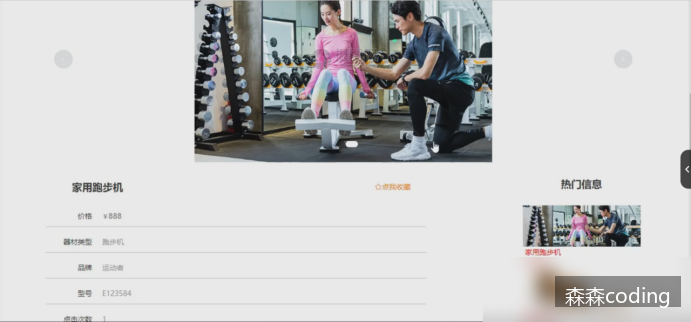 家用跑步机
☆点我收藏
热门信息
价格 ￥888
器材类型 跑步机
品牌 运动者
型号 E123584
点击次数 1
家用跑步机
森森coding